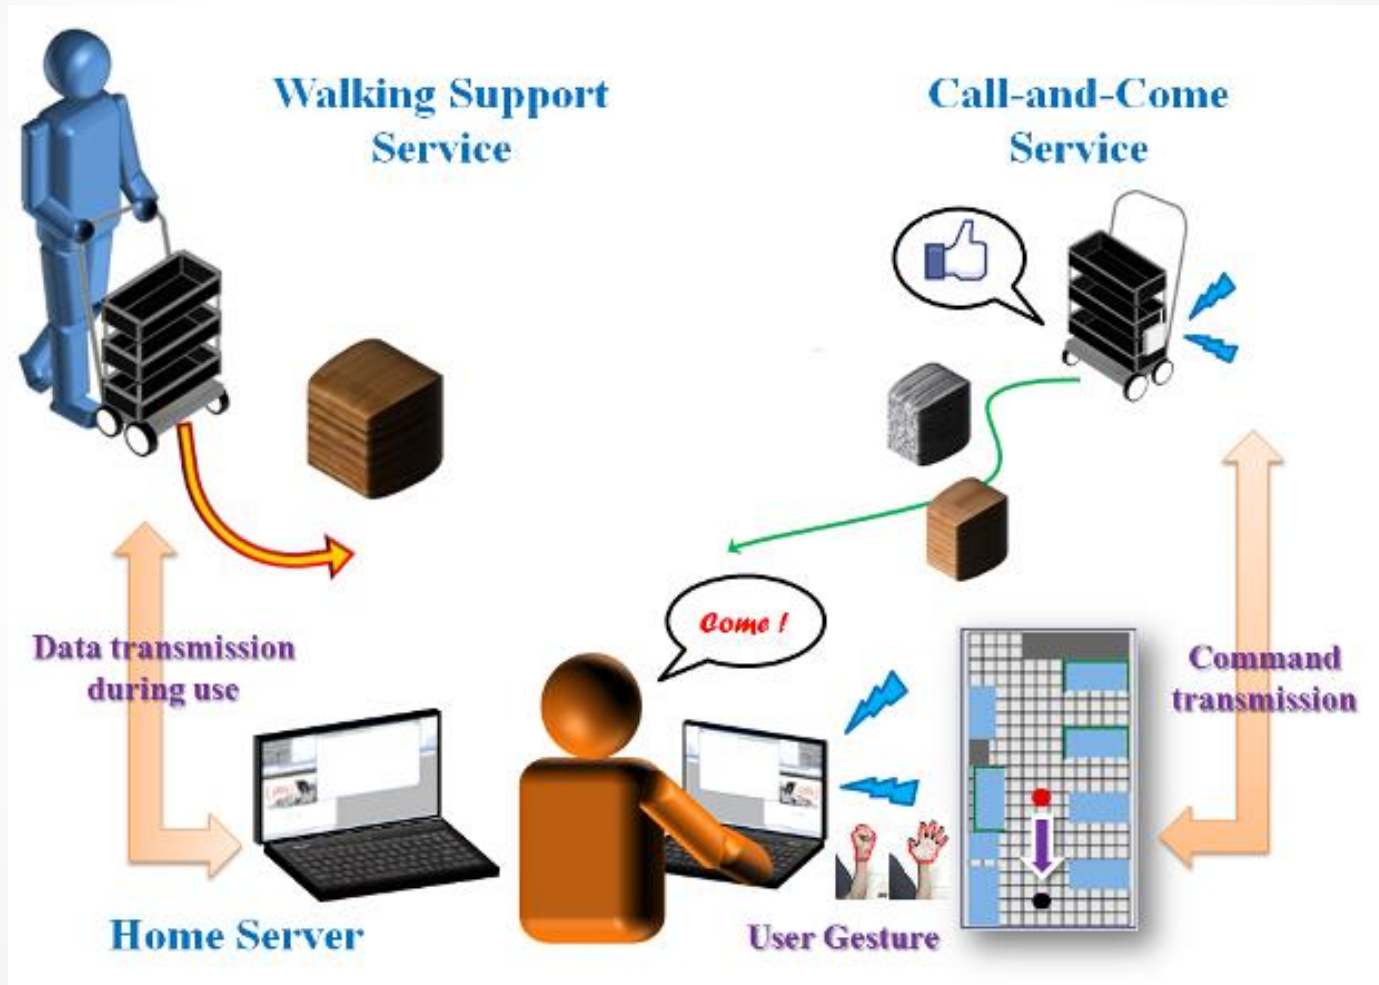 Walking Support
Service
Call-and-Come
Service
Come !
Data transmission
during use
Command
transmission
Home Server
User Gesture